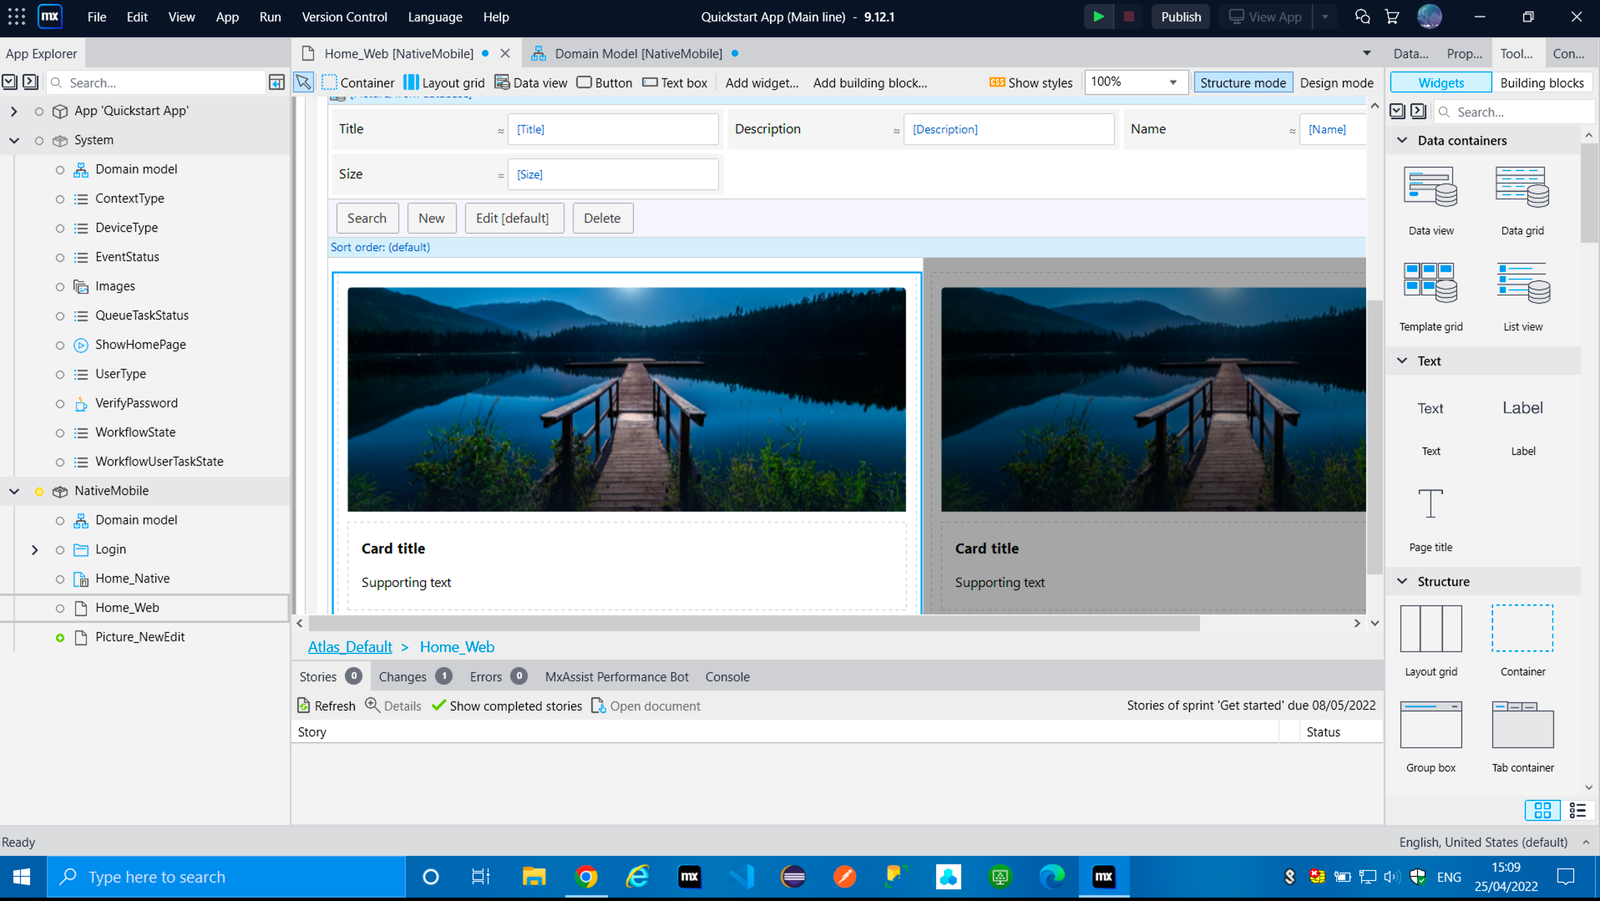 mx File Edit View App Run Version Control Language Help Quickstart App (Main line) - 9.12.1 Publish View App
App Explorer Home_Web [NativeMobile] Domain Model [NativeMobile] Data... Prop... Tool... Con...
Search... Container Layout grid Data view Button Text box Add widget... Add building block... CSS Show styles 100% Structure mode Design mode Widgets Building blocks
App 'Quickstart App'
System
Domain model
ContextType
DeviceType
EventStatus
Images
QueueTaskStatus
ShowHomePage
UserType
VerifyPassword
WorkflowState
WorkflowUserTaskState
NativeMobile
Domain model
Login
Home_Native
Home_Web
Picture_NewEdit
Title ≈ [Title] Description ≈ [Description] Name ≈ [Name]
Size = [Size]
Search New Edit [default] Delete
Sort order: (default)
Card title Card title
Supporting text Supporting text
Atlas_Default > Home_Web
Stories 0 Changes 1 Errors 0 MxAssist Performance Bot Console
Refresh Details Show completed stories Open document Stories of sprint 'Get started' due 08/05/2022
Story Status
Search...
Data containers
Data view Data grid
Template grid List view
Text
Text Label
Text Label
Page title
Structure
Layout grid Container
Group box Tab container
Ready English, United States (default)
Type here to search mx mx ENG 15:09
25/04/2022